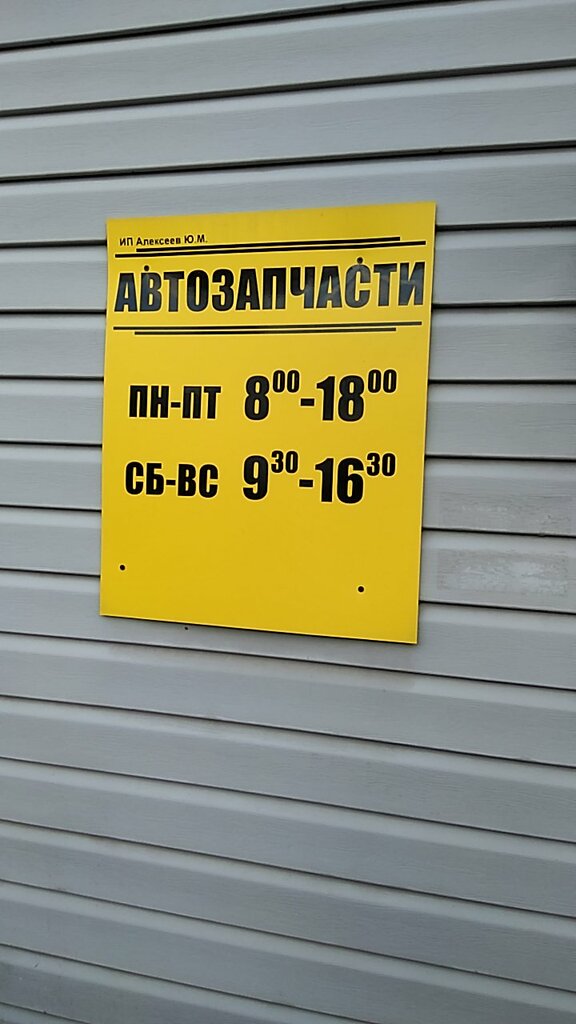 ИП Алексеев Ю.М.
АВТОЗАПЧАСТИ
ПН-ПТ 8⁰⁰-18⁰⁰
СБ-ВС 9³⁰-16³⁰